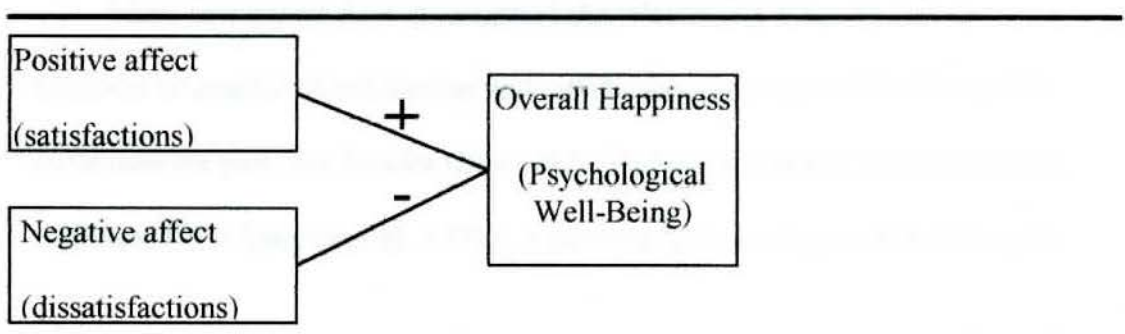 Positive affect
(satisfactions)
+
Overall Happiness
(Psychological
Well-Being)
-
Negative affect
(dissatisfactions)